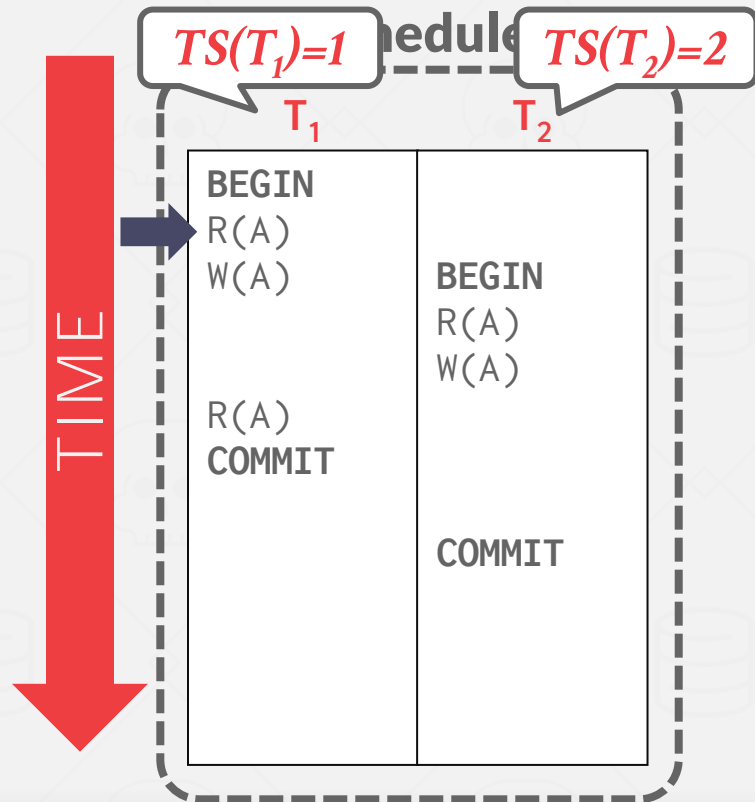 TS(T₁)=1
hedule
TS(T₂)=2
T₁
T₂
TIME
BEGIN
R(A)
W(A)
R(A)
COMMIT
BEGIN
R(A)
W(A)
COMMIT